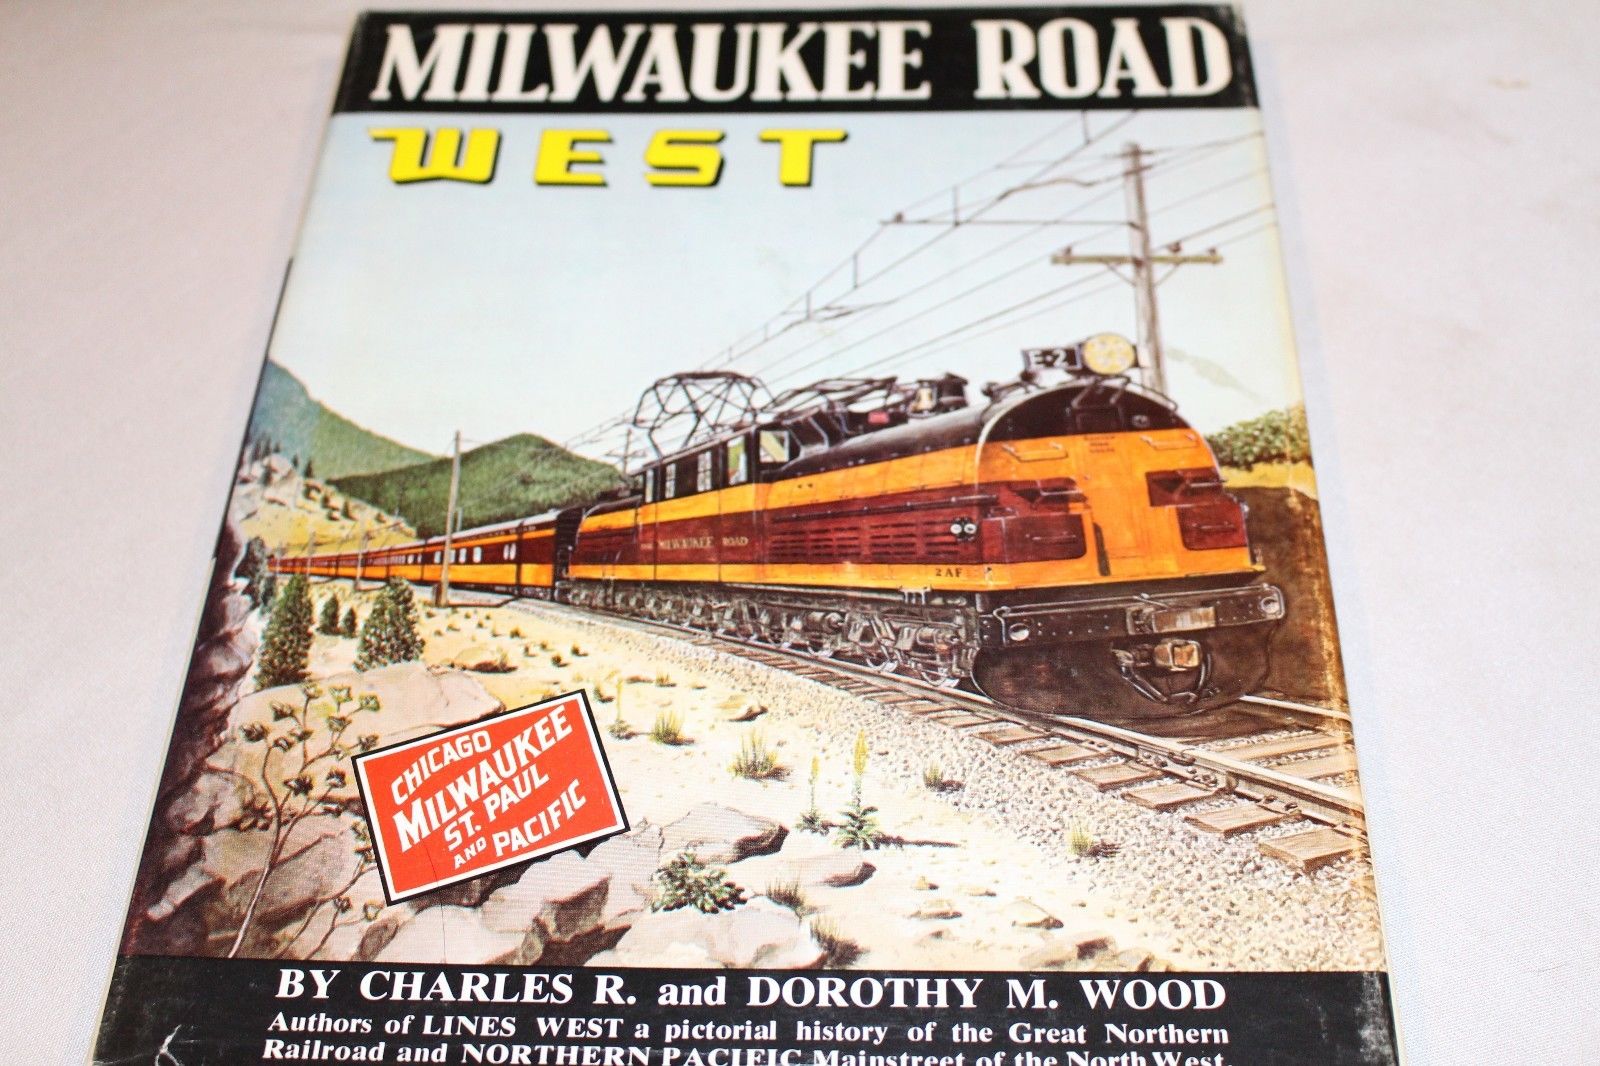 MILWAUKEE ROAD
WEST
E-2
THE MILWAUKEE ROAD
2AF
CHICAGO
MILWAUKEE
ST. PAUL
AND PACIFIC
BY CHARLES R. and DOROTHY M. WOOD
Authors of LINES WEST a pictorial history of the Great Northern
Railroad and NORTHERN PACIFIC Mainstreet of the North West.